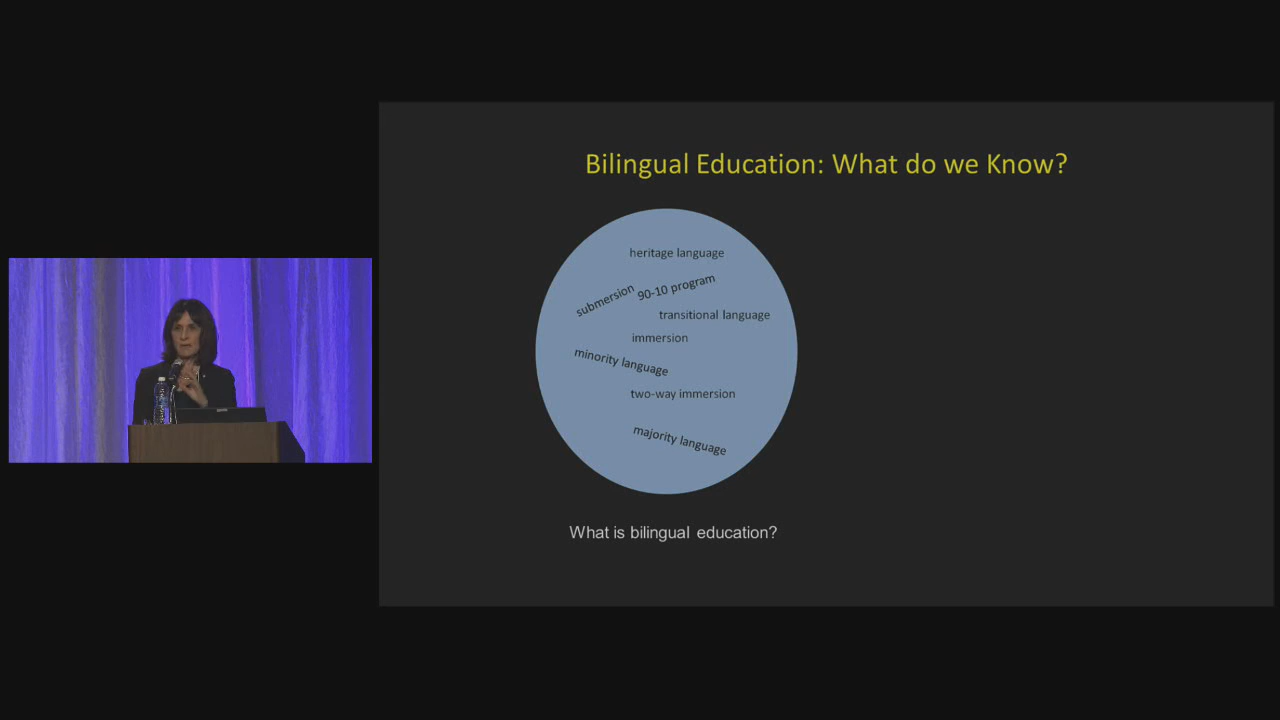 Bilingual Education: What do we Know?
heritage language
submersion
90-10 program
transitional language
immersion
minority language
two-way immersion
majority language
What is bilingual education?